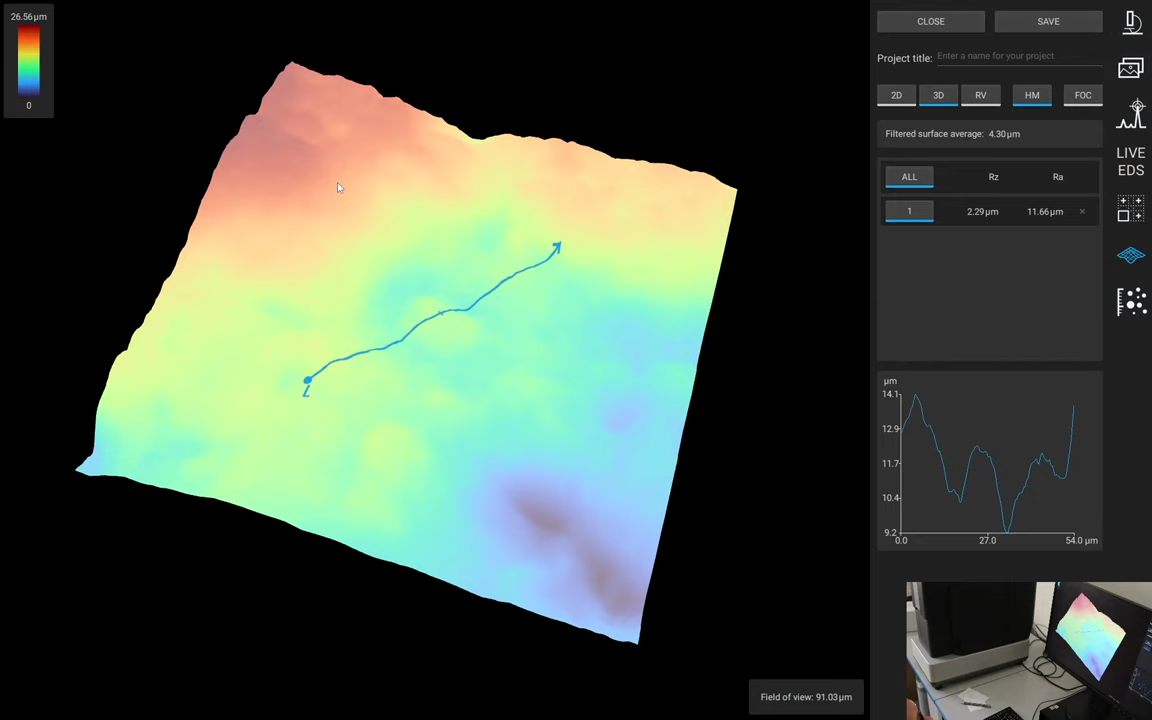 26.56µm
0
CLOSE
SAVE
Project title: Enter a name for your project
2D
3D
RV
HM
FOC
Filtered surface average: 4.30µm
ALL
Rz
Ra
1
2.29µm
11.66µm
×
LIVE
EDS
µm
14.1
12.9
11.7
10.4
9.2
0.0
27.0
54.0 µm
Field of view: 91.03µm